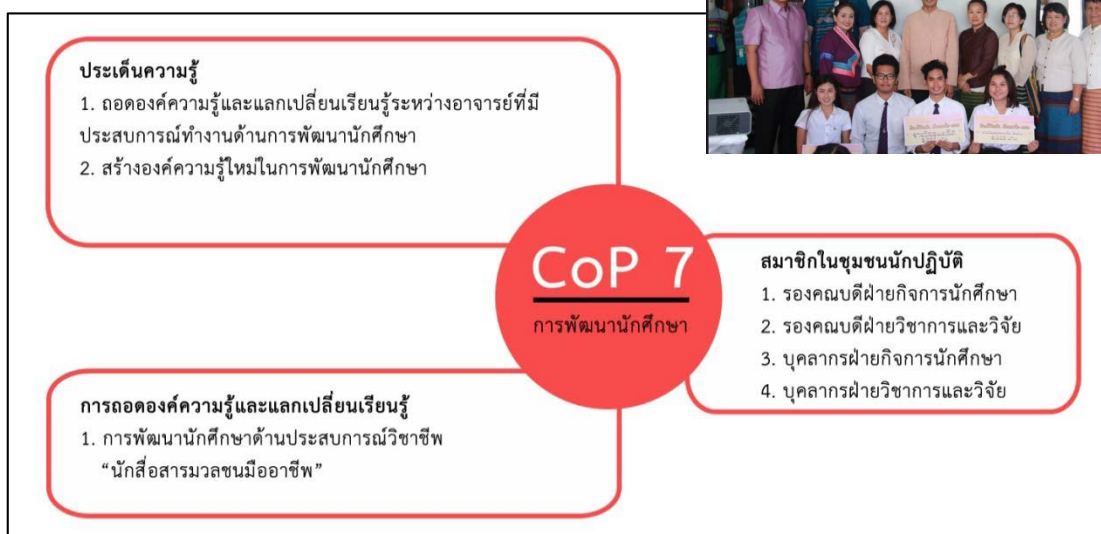 ประเด็นความรู้
1. ถอดองค์ความรู้และแลกเปลี่ยนเรียนรู้ระหว่างอาจารย์ที่มี
ประสบการณ์ทำงานด้านการพัฒนานักศึกษา
2. สร้างองค์ความรู้ใหม่ในการพัฒนานักศึกษา
CoP 7
การพัฒนานักศึกษา
สมาชิกในชุมชนนักปฏิบัติ
1. รองคณบดีฝ่ายกิจการนักศึกษา
2. รองคณบดีฝ่ายวิชาการและวิจัย
3. บุคลากรฝ่ายกิจการนักศึกษา
4. บุคลากรฝ่ายวิชาการและวิจัย
การถอดองค์ความรู้และแลกเปลี่ยนเรียนรู้
1. การพัฒนานักศึกษาด้านประสบการณ์วิชาชีพ
“นักสื่อสารมวลชนมืออาชีพ”